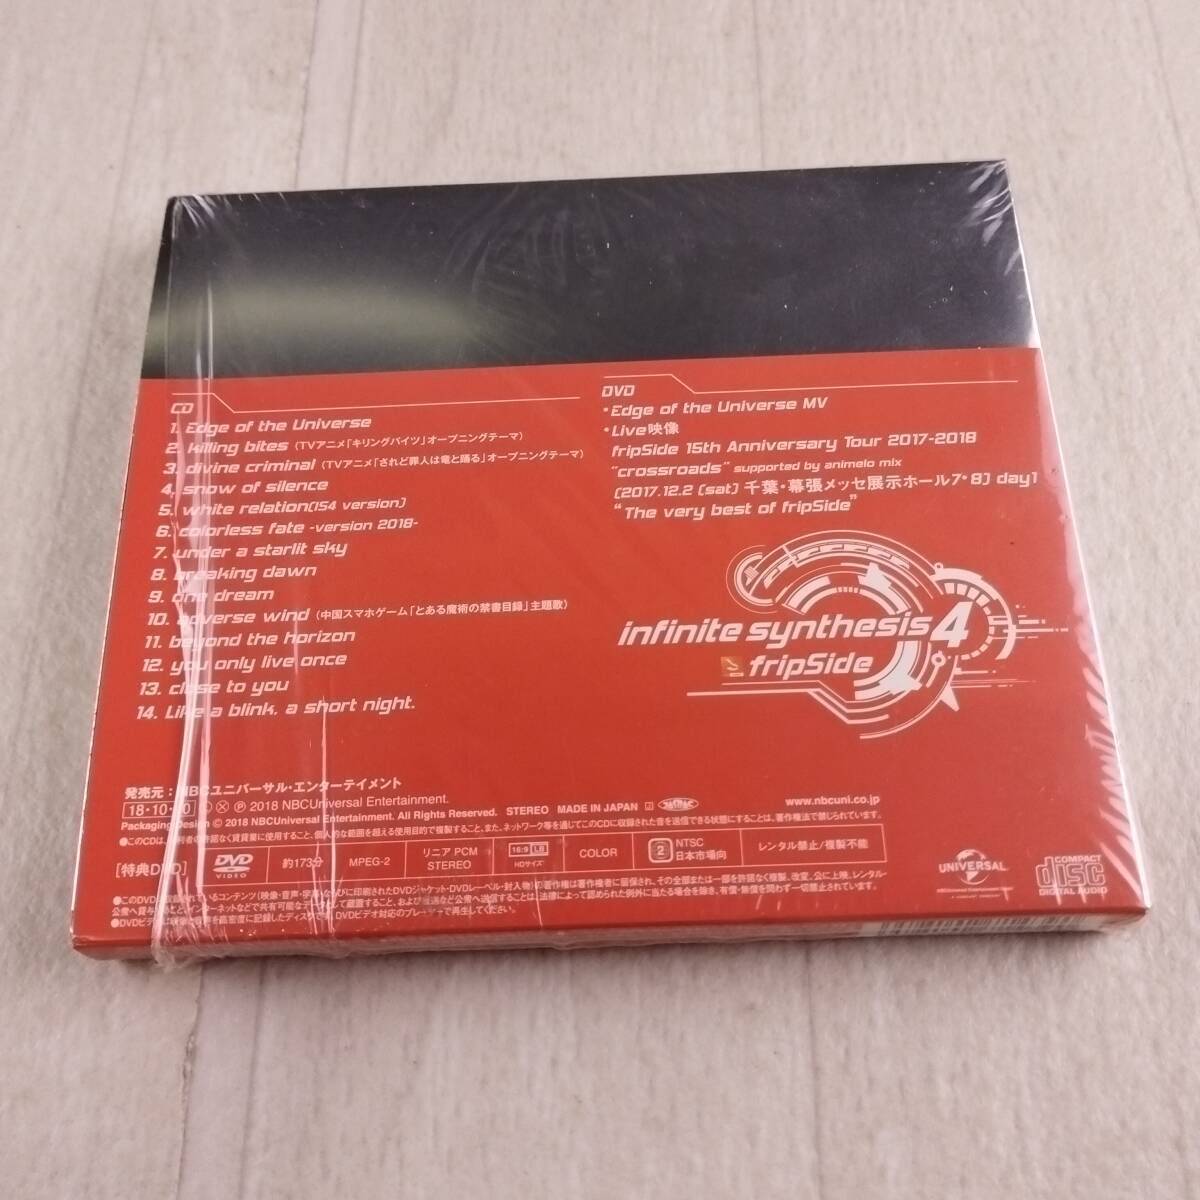 CD
1. Edge of the Universe
2. killing bites (TVアニメ「キリングバイツ」オープニングテーマ)
3. divine criminal (TVアニメ「されど罪人は竜と踊る」オープニングテーマ)
4. snow of silence
5. white relation(IS4 version)
6. colorless fate -version 2018-
7. under a starlit sky
8. breaking dawn
9. one dream
10. adverse wind (中国スマホゲーム「とある魔術の禁書目録」主題歌)
11. beyond the horizon
12. you only live once
13. close to you
14. Like a blink, a short night.
DVD
・Edge of the Universe MV
・Live映像
fripSide 15th Anniversary Tour 2017-2018
"crossroads" supported by animelo mix
(2017.12.2 (sat) 千葉・幕張メッセ展示ホール7・8) day1
"The very best of fripSide"
infinite synthesis 4
fripSide
発売元：NBCユニバーサル・エンターテイメント
18・10・10 Ⓒ Ⓧ Ⓟ 2018 NBCUniversal Entertainment.
Packaging Design © 2018 NBCUniversal Entertainment. All Rights Reserved. STEREO MADE IN JAPAN
www.nbcuni.co.jp
[特典DVD]
DVD VIDEO
約173分
MPEG-2
リニア PCM STEREO
16:9 LB
HDサイズ
COLOR
2 NTSC 日本市場向
レンタル禁止/複製不能
UNIVERSAL
COMPACT disc DIGITAL AUDIO